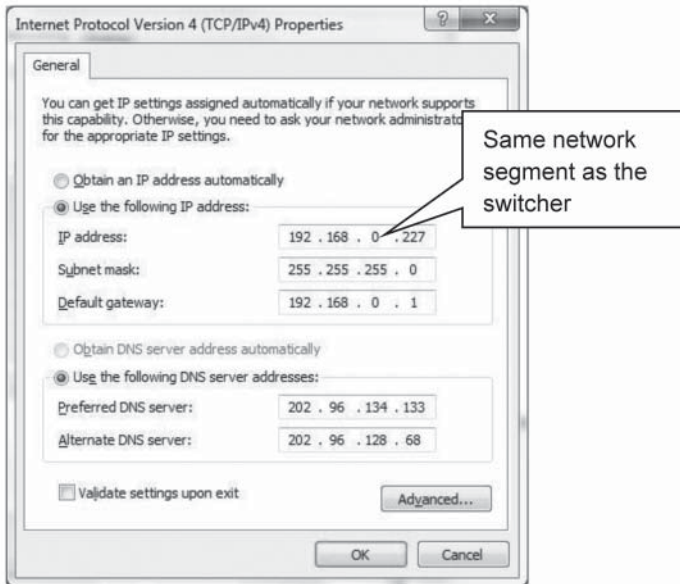 Internet Protocol Version 4 (TCP/IPv4) Properties
General
You can get IP settings assigned automatically if your network supports
this capability. Otherwise, you need to ask your network administrato
for the appropriate IP settings.
Same network
segment as the
switcher
Obtain an IP address automatically
Use the following IP address:
IP address: 192 . 168 . 0 . 227
Subnet mask: 255 . 255 . 255 . 0
Default gateway: 192 . 168 . 0 . 1
Obtain DNS server address automatically
Use the following DNS server addresses:
Preferred DNS server: 202 . 96 . 134 . 133
Alternate DNS server: 202 . 96 . 128 . 68
Validate settings upon exit
Advanced...
OK
Cancel